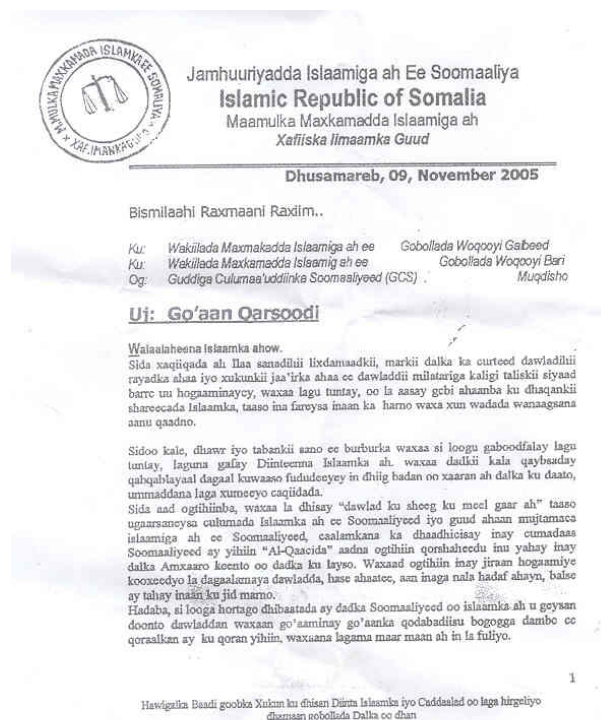 MAMULKA MAXKAMADA ISLAMKA EE SOMALIYA
Jamhuuriyadda Islaamiga ah Ee Soomaaliya
Islamic Republic of Somalia
Maamulka Maxkamadda Islaamiga ah
Xafiiska Iimaamka Guud
Dhusamareb, 09, November 2005
Bismilaahi Raxmaani Raxiim..
Ku: Wakiilada Maxmakadda Islaamiga ah ee Gobollada Woqooyi Galbeed
Ku: Wakiilada Maxkamadda Islaamig ah ee Gobollada Woqooyi Bari
Og: Guddiga Culumaa'uddiinka Soomaaliyeed (GCS) . Muqdisho
Uj: Go'aan Qarsoodi
Walaalaheena Islaamka ahow.
Sida xaqiiqada ah Ilaa sanadihii lixdamaadkii, markii dalka ka curteed dawladihii
rayadka ahaa iyo xukunkii jaa'irka ahaa ee dawladdii milatariga kaligi taliskii siyaad
barre uu hogaaminaycy, waxaa lagu tuntay, oo la aasay gebi ahaanba ku dhaqankii
shareecada Islaamka, taaso ina fareysa inaan ka harno waxa xun wadada wanaagsana
aanu qaadno.
Sidoo kale, dhawr iyo tabankii sano ee burburka waxaa si loogu gaboodfalay lagu
tuntay, laguna gafay Diinteenna Islaamka ah. waxaa dadkii kala qaybsaday
qabqablayaal dagaal kuwaaso fududeeyey in dhiig badan oo xaaran ah dalka ku daato,
ummaddana laga xumeeyo caqiidada.
Sida aad ogtihiinba, waxaa la dhisay "dawlad ku sheeg ku meel gaar ah" taaso
ugaarsaneysa culumada Islaamka ah ee Soomaaliyeed iyo guud ahaan mujtamaca
islaamiga ah ee Soomaaliyeed, caalamkana ka dhaadhicisay inay cumadaas
Soomaaliyeed ay yihiin "Al-Qaacida" aadna ogtihiin qorshaheedu inu yahay inay
dalka Amxaaro keento oo dadka ku layso. Waxaad ogtihiin inay jiraan hogaamiye
kooxeedyo la dagaalamaya dawladda, hase ahaatee, aan inaga nala hadaf ahayn, balse
ay tahay inaan ku jid marno.
Hadaba, si looga hortago dhibaatada ay dadka Soomaaliyeed oo islaamka ah u geysan
doonto dawladdan waxaan go'aaminay go'aanka qodabadiisu bogogga dambe ee
qoraalkan ay ku qoran yihiin, waxsana lagama maar maan ah in la fuliyo.
1
Hawigalka Baadi goobka Xukun ku dhisan Diinta Islaamka iyo Caddaalad oo laga hirgeliyo
dhamaan gobollada Dalka oo dhan